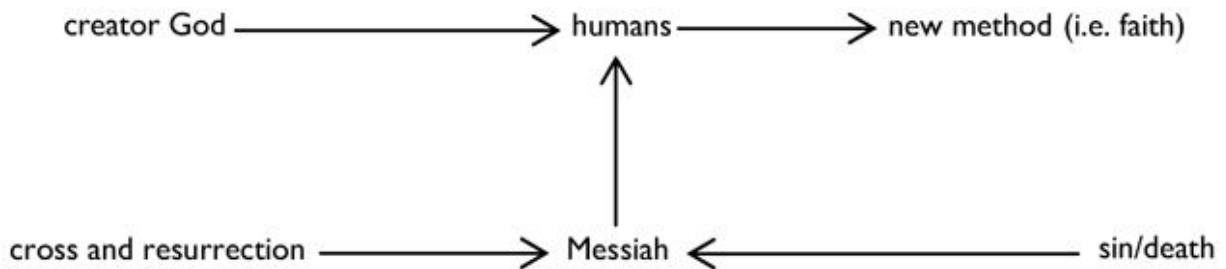 creator God humans new method (i.e. faith)
cross and resurrection Messiah sin/death